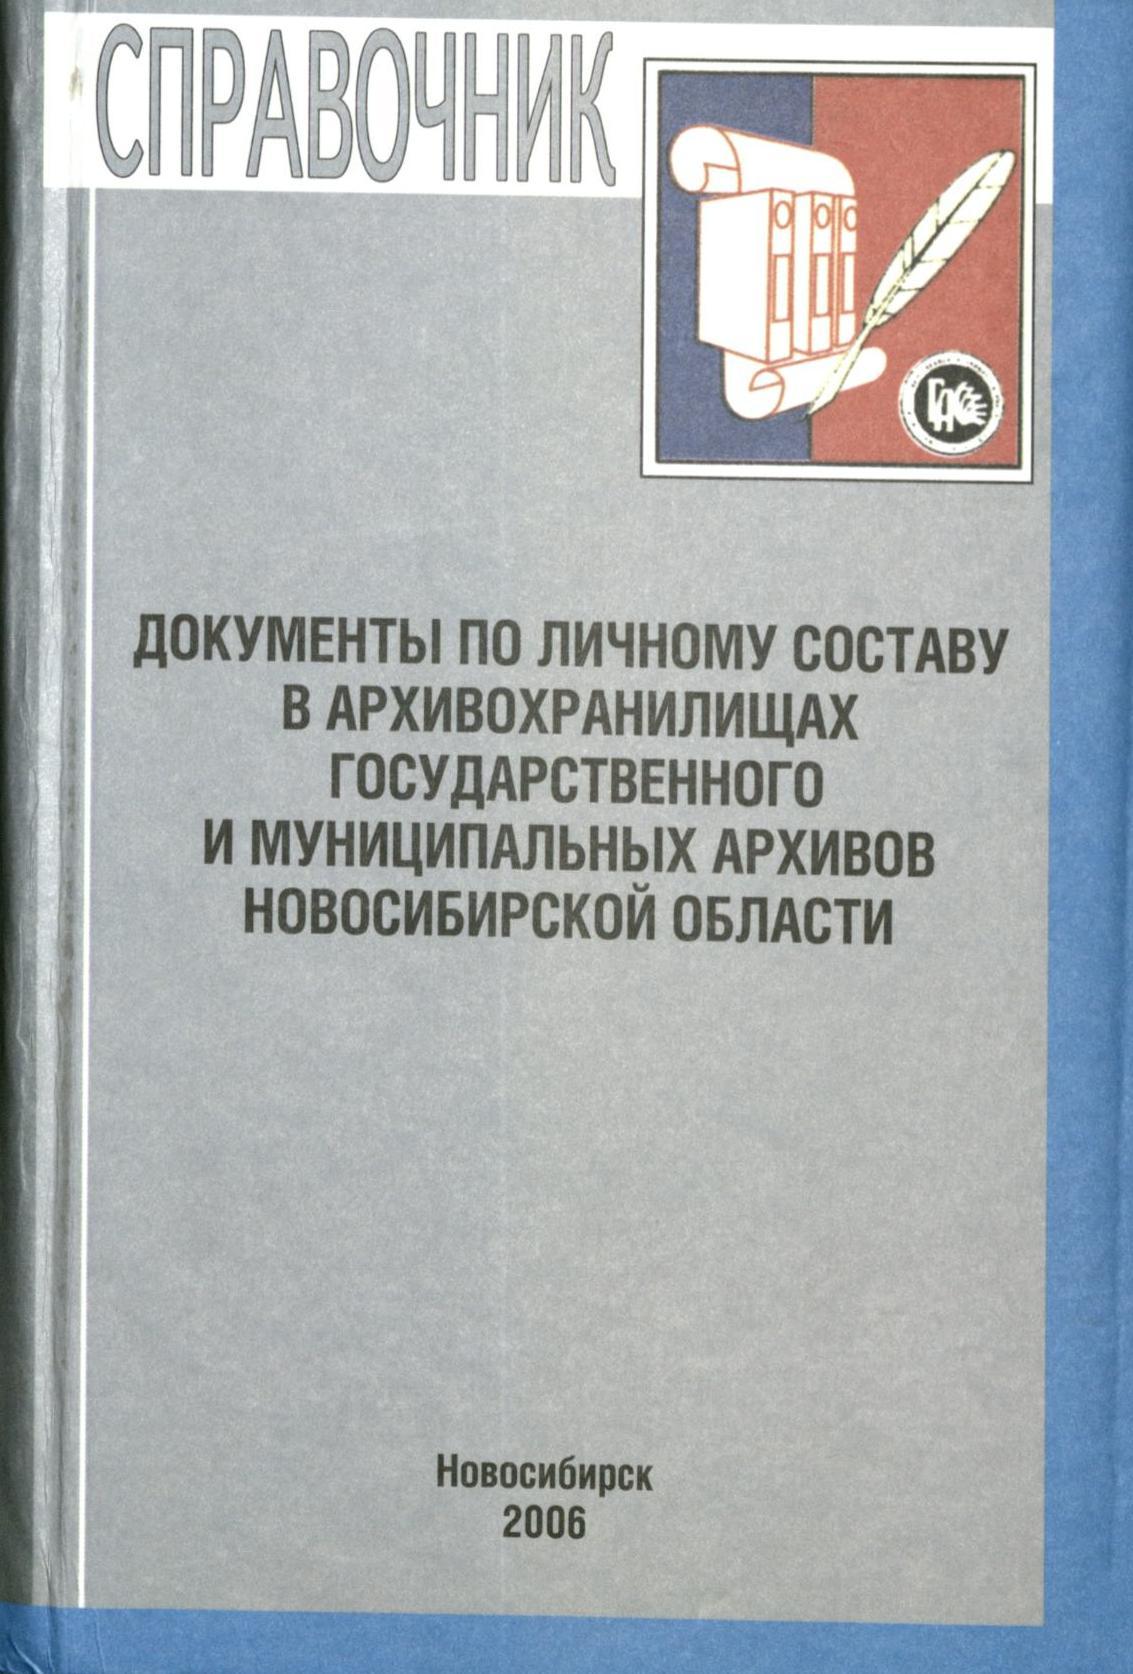 СПРАВОЧНИК
ДОКУМЕНТЫ ПО ЛИЧНОМУ СОСТАВУ
В АРХИВОХРАНИЛИЩАХ
ГОСУДАРСТВЕННОГО
И МУНИЦИПАЛЬНЫХ АРХИВОВ
НОВОСИБИРСКОЙ ОБЛАСТИ
Новосибирск
2006